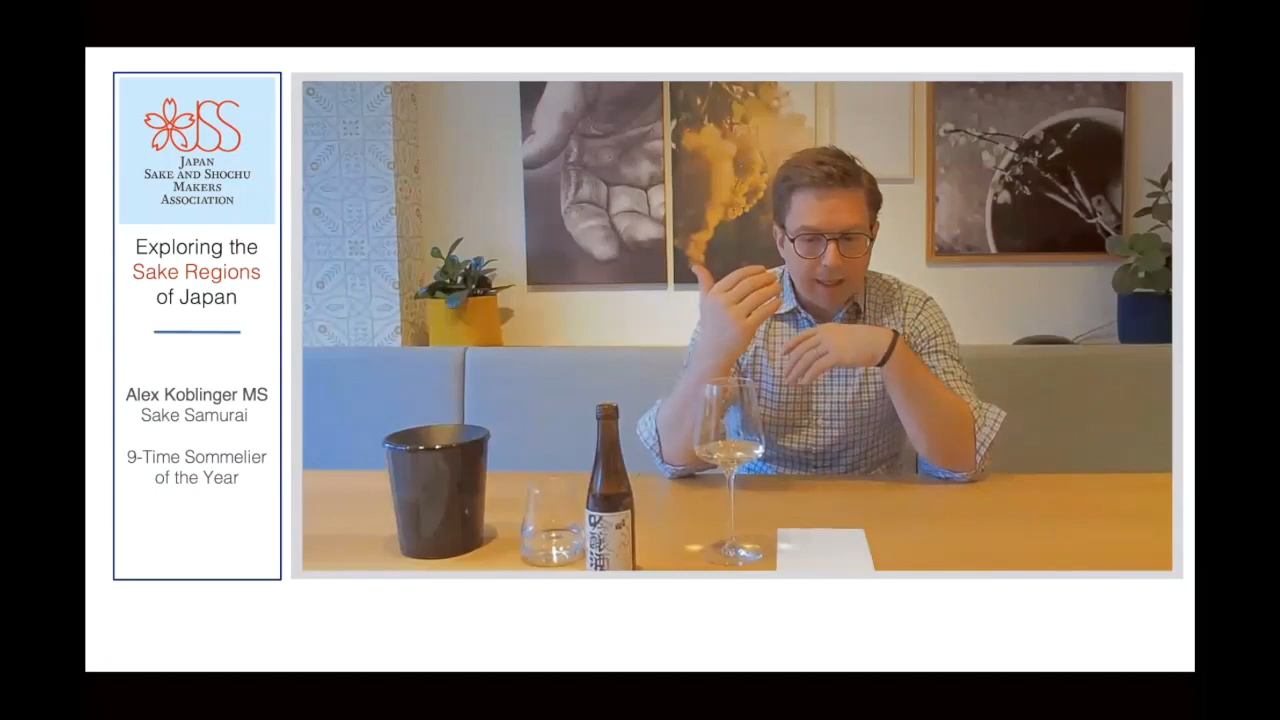 JSS
JAPAN
SAKE AND SHOCHU
MAKERS
ASSOCIATION
Exploring the
Sake Regions
of Japan
Alex Koblinger MS
Sake Samurai
9-Time Sommelier
of the Year